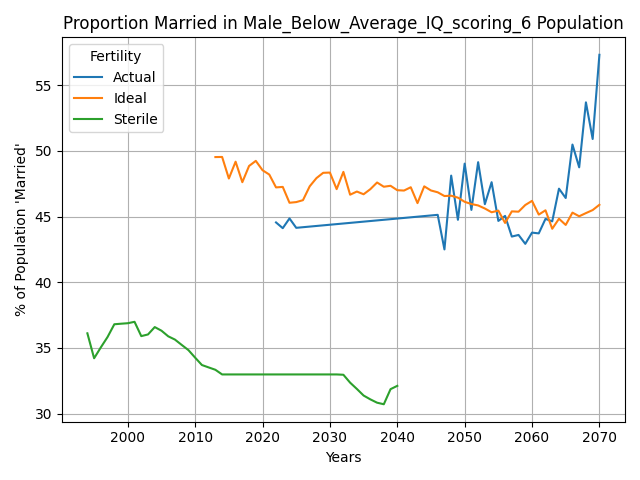 Proportion Married in Male_Below_Average_IQ_scoring_6 Population
Fertility
Actual
Ideal
Sterile
% of Population 'Married'
55
50
45
40
35
30
2000
2010
2020
2030
2040
2050
2060
2070
Years